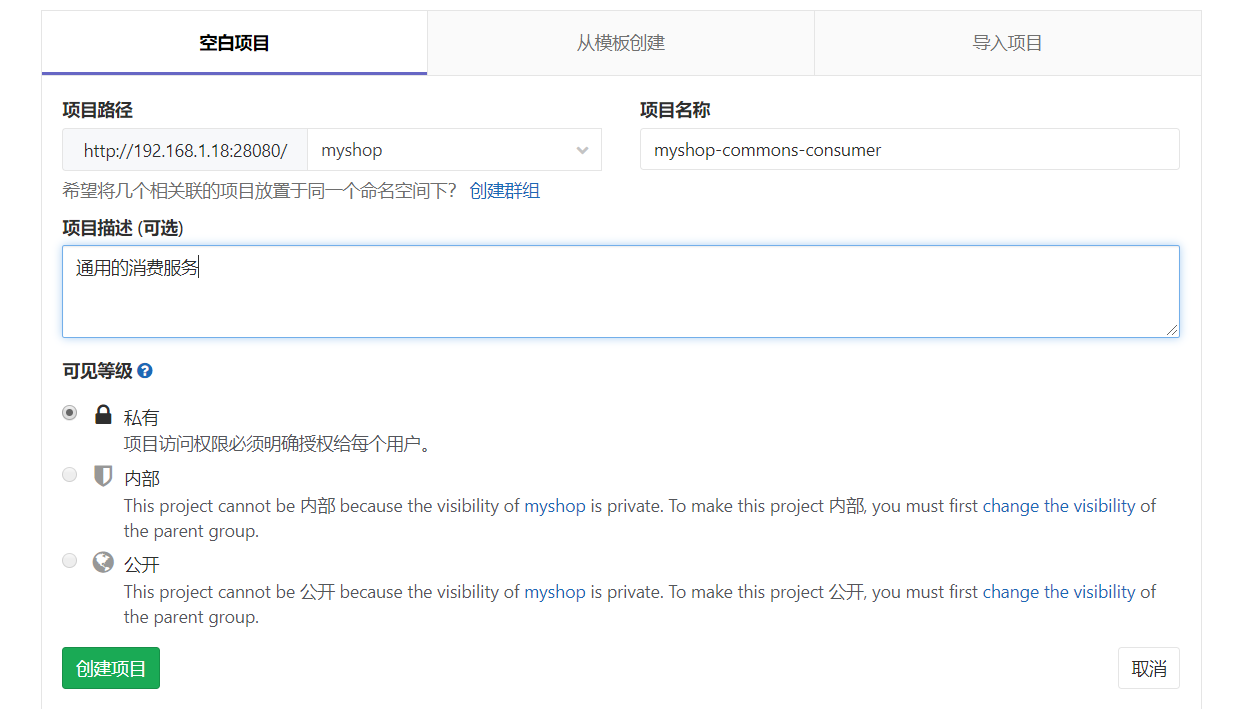 空白项目 从模板创建 导入项目
项目路径 项目名称
http://192.168.1.18:28080/ myshop myshop-commons-consumer
希望将几个相关联的项目放置于同一个命名空间下？ 创建群组
项目描述 (可选)
通用的消费服务
可见等级
私有
项目访问权限必须明确授权给每个用户。
内部
This project cannot be 内部 because the visibility of myshop is private. To make this project 内部, you must first change the visibility of
the parent group.
公开
This project cannot be 公开 because the visibility of myshop is private. To make this project 公开, you must first change the visibility of
the parent group.
创建项目 取消